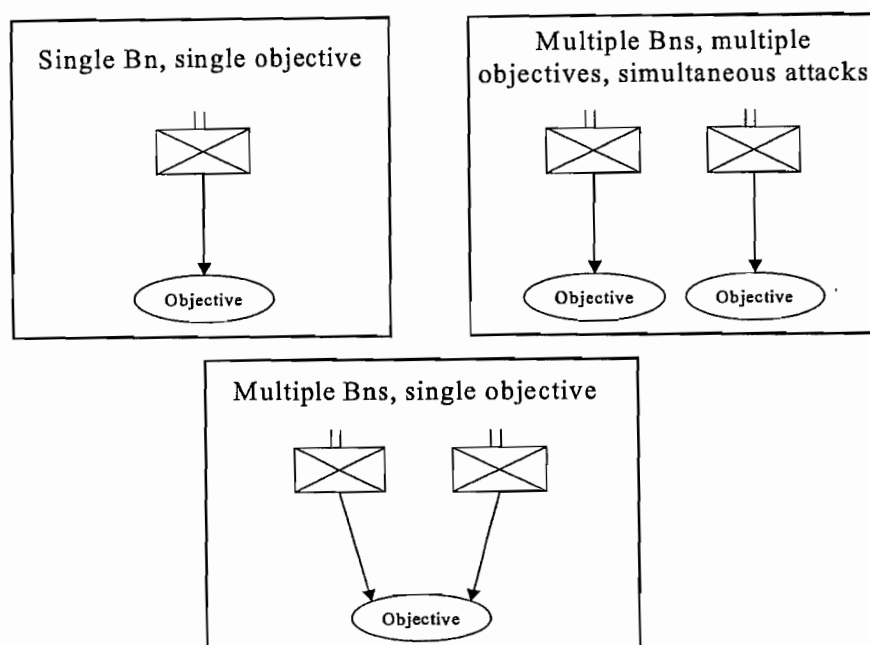 Single Bn, single objective
Objective
Multiple Bns, multiple
objectives, simultaneous attacks
Objective
Objective
Multiple Bns, single objective
Objective